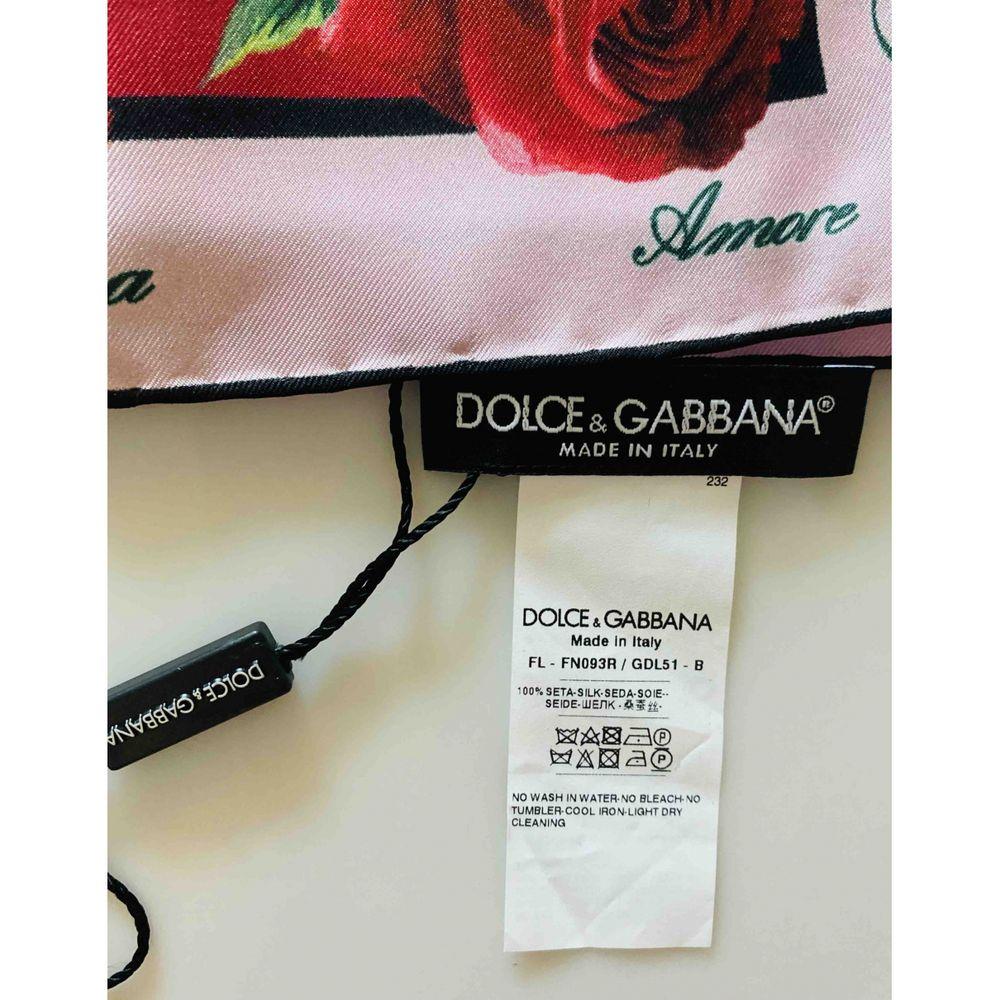 Amore
a
DOLCE & GABBANA®
MADE IN ITALY
232
DOLCE & GABBANA
Made in Italy
FL - FN093R / GDL51 - B
100% SETA-SILK-SEDA-SOIE--
SEIDE-ШЕЛК -桑蚕丝-
NO WASH IN WATER-NO BLEACH-NO
TUMBLER-COOL IRON-LIGHT DRY
CLEANING
DOLCE & GABBANA